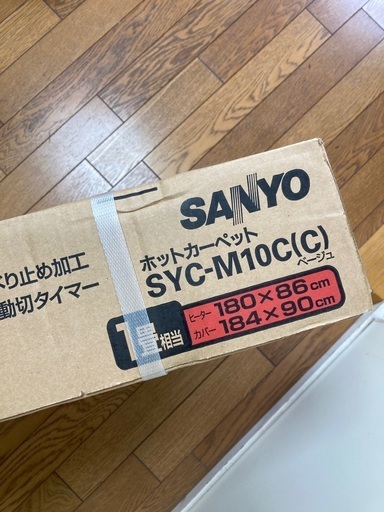 SANYO
ホットカーペット
SYC-M10C(C)
ベージュ
ヒーター 180×86cm
カバー 184×90cm
1畳相当
べり止め加工
動切タイマー